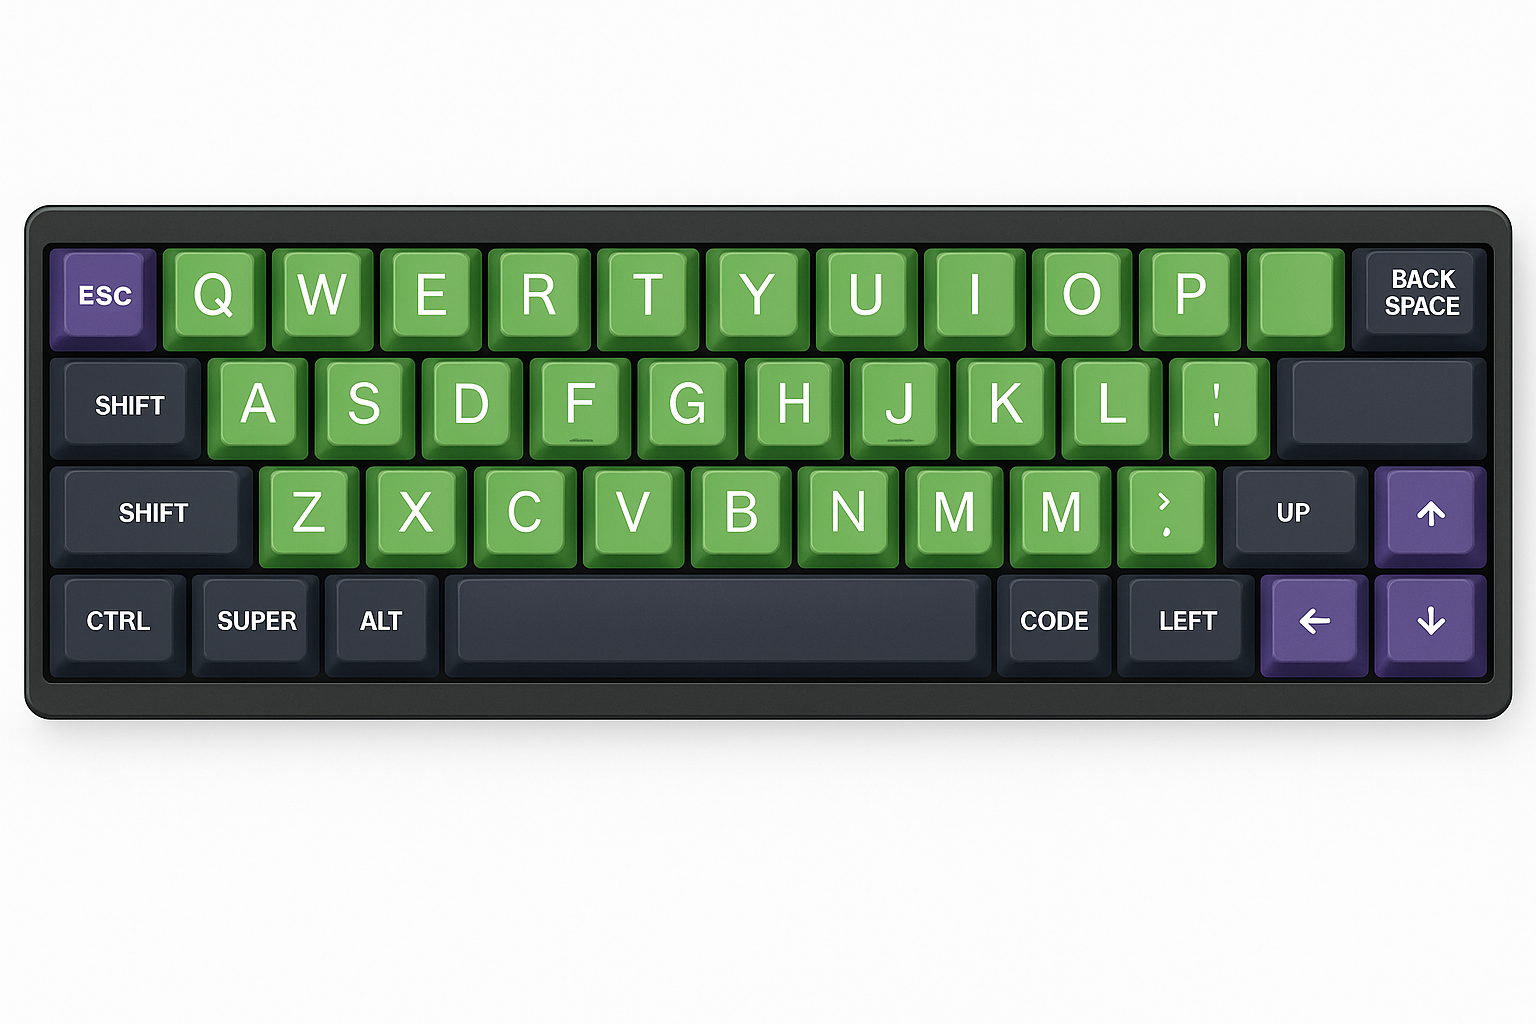 ESC Q W E R T Y U I O P BACK SPACE
SHIFT A S D F G H J K L ¦
SHIFT Z X C V B N M M > . UP ↑
CTRL SUPER ALT CODE LEFT ← ↓